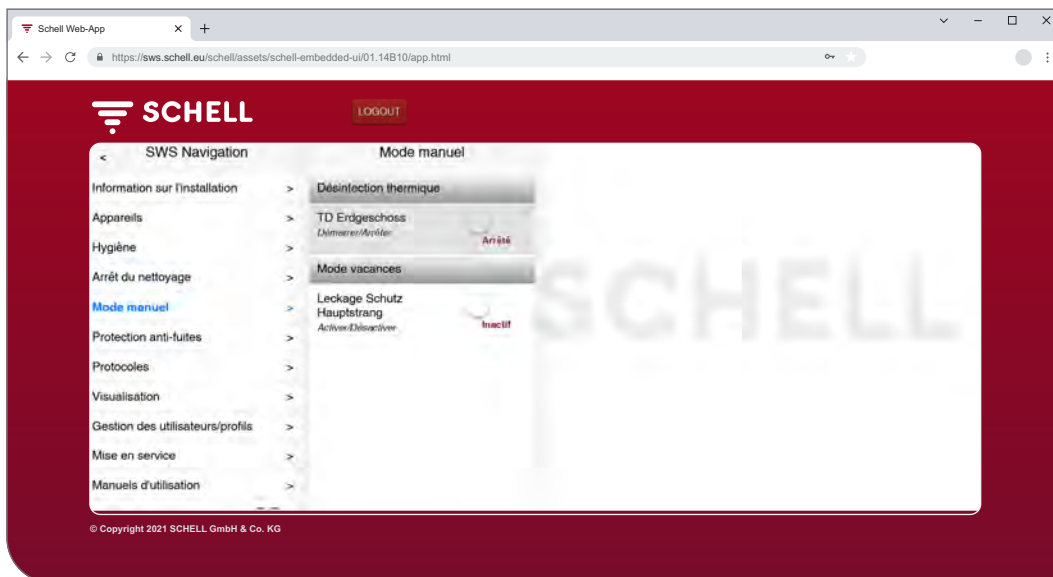 Schell Web-App
https://sws.schell.eu/schell/assets/schell-embedded-ui/01.14B10/app.html
SCHELL
LOGOUT
< SWS Navigation
Information sur l'installation >
Appareils >
Hygiène >
Arrêt du nettoyage >
Mode manuel >
Protection anti-fuites >
Protocoles >
Visualisation >
Gestion des utilisateurs/profils >
Mise en service >
Manuels d'utilisation >
Mode manuel
Désinfection thermique
TD Erdgeschoss
Démarrer/Arrêter
Arrêté
Mode vacances
Leckage Schutz
Hauptstrang
Activer/Désactiver
Inactif
SCHELL
© Copyright 2021 SCHELL GmbH & Co. KG